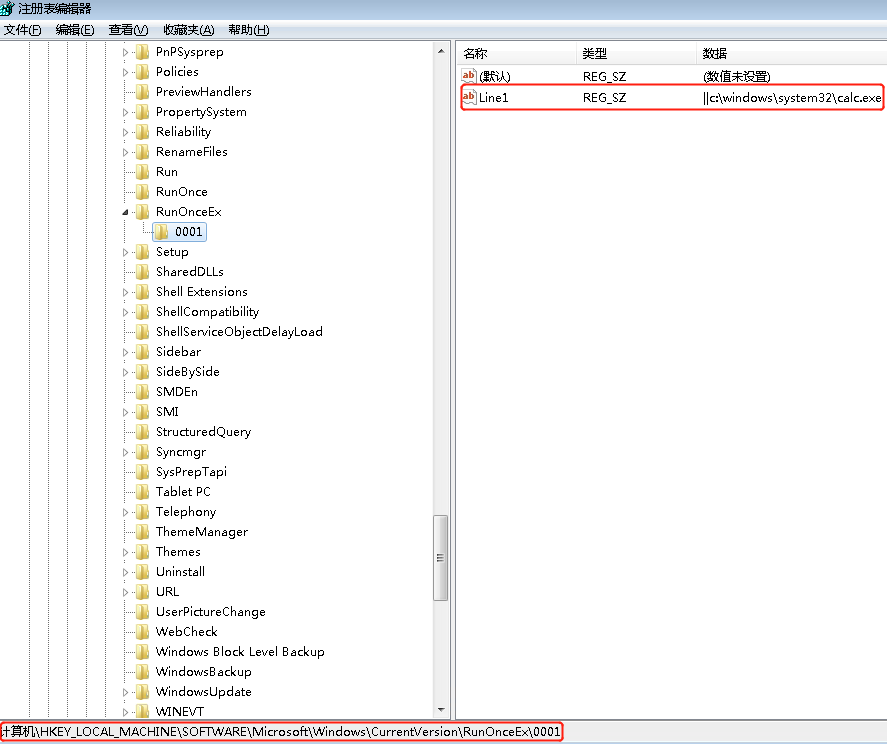 注册表编辑器
文件(F) 编辑(E) 查看(V) 收藏夹(A) 帮助(H)
PnPSysprep
Policies
PreviewHandlers
PropertySystem
Reliability
RenameFiles
Run
RunOnce
RunOnceEx
0001
Setup
SharedDLLs
Shell Extensions
ShellCompatibility
ShellServiceObjectDelayLoad
Sidebar
SideBySide
SMDEn
SMI
StructuredQuery
Syncmgr
SysPrepTapi
Tablet PC
Telephony
ThemeManager
Themes
Uninstall
URL
UserPictureChange
WebCheck
Windows Block Level Backup
WindowsBackup
WindowsUpdate
WINEVT
名称 类型 数据
ab (默认) REG_SZ (数值未设置)
ab Line1 REG_SZ ||c:\windows\system32\calc.exe
计算机\HKEY_LOCAL_MACHINE\SOFTWARE\Microsoft\Windows\CurrentVersion\RunOnceEx\0001